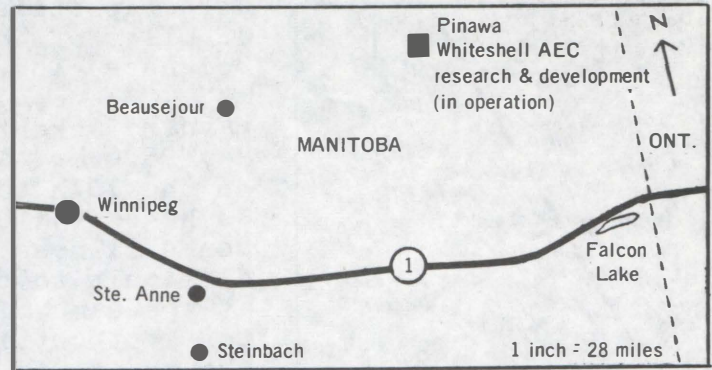 Pinawa
Whiteshell AEC
research & development
(in operation)
N
Beausejour
MANITOBA
ONT.
Winnipeg
1
Falcon
Lake
Ste. Anne
Steinbach
1 inch = 28 miles